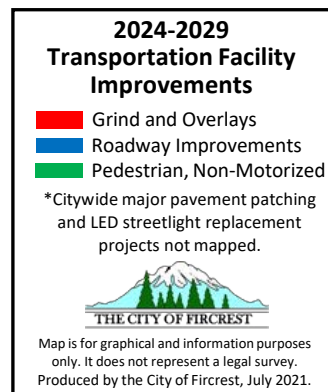 2024-2029
Transportation Facility
Improvements
Grind and Overlays
Roadway Improvements
Pedestrian, Non-Motorized
*Citywide major pavement patching
and LED streetlight replacement
projects not mapped.
THE CITY OF FIRCREST
Map is for graphical and information purposes
only. It does not represent a legal survey.
Produced by the City of Fircrest, July 2021.